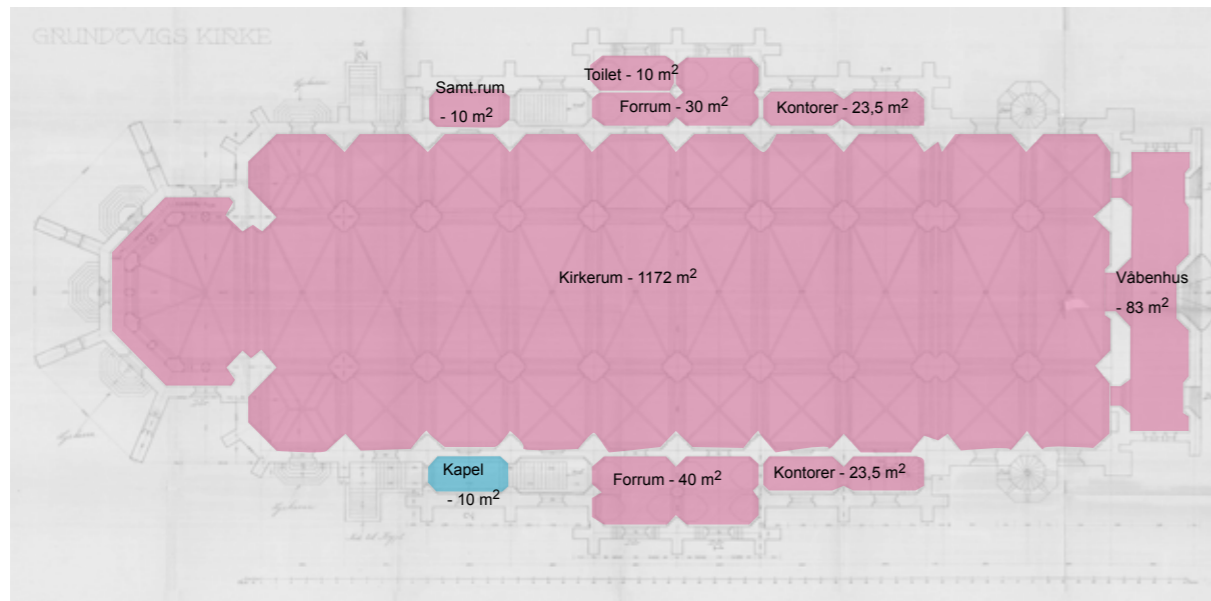 GRUNDTVIGS KIRKE
Toilet - 10 m²
Samt.rum
- 10 m²
Forrum - 30 m²
Kontorer - 23,5 m²
Kirkerum - 1172 m²
Våbenhus
- 83 m²
Kapel
- 10 m²
Forrum - 40 m²
Kontorer - 23,5 m²